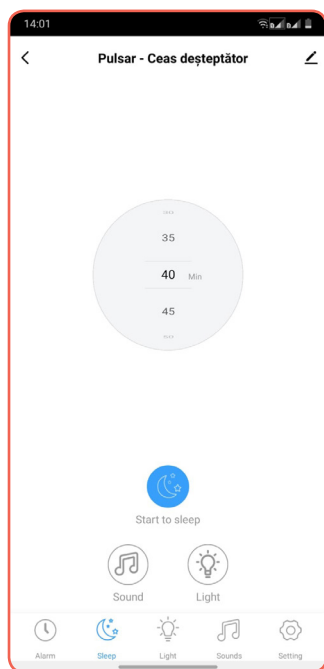 14:01
Pulsar - Ceas deșteptător
35
40 Min
45
Start to sleep
Sound Light
Alarm Sleep Light Sounds Setting